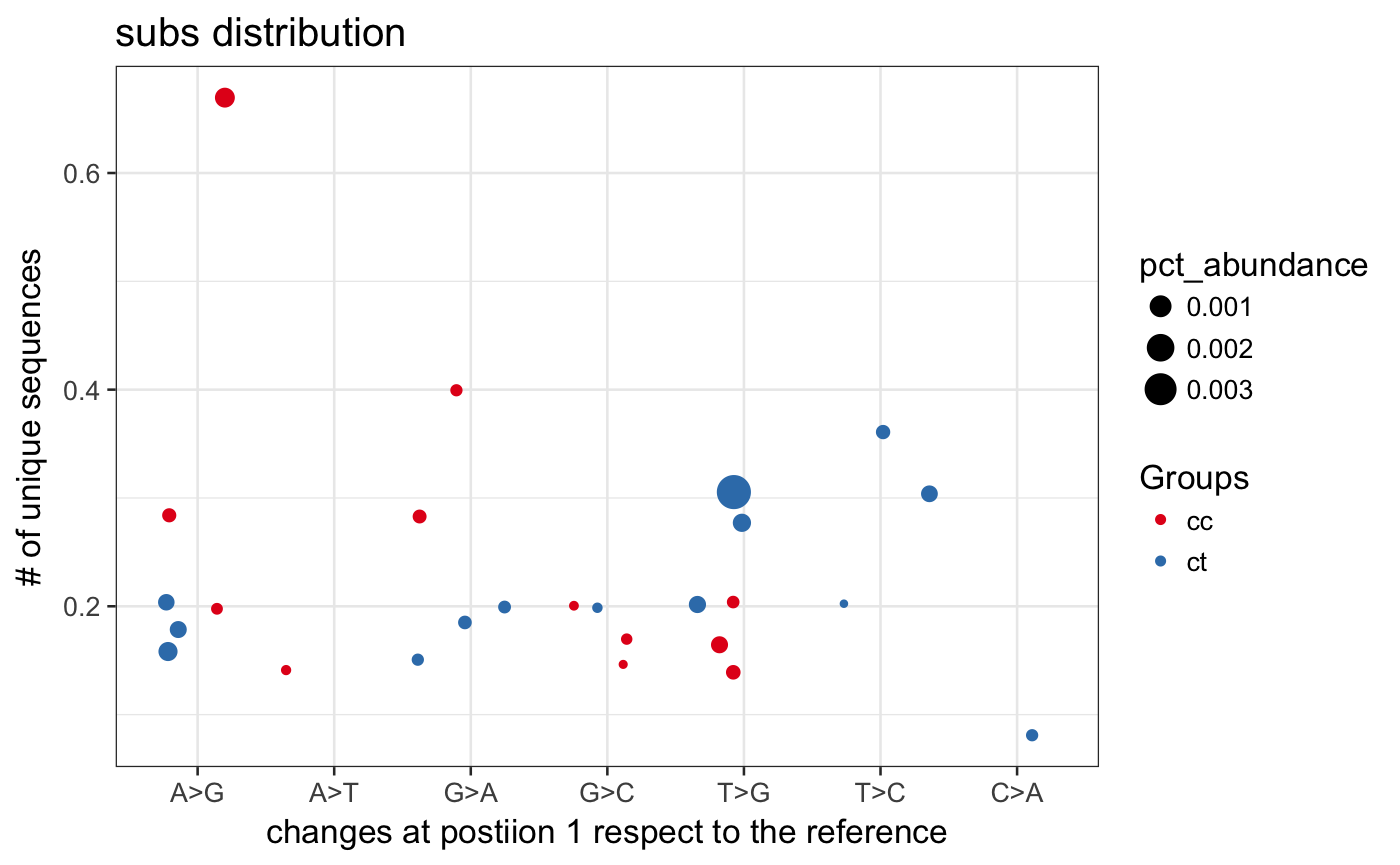 subs distribution
# of unique sequences
0.6
0.4
0.2
A>G A>T G>A G>C T>G T>C C>A
changes at postiion 1 respect to the reference
pct_abundance
0.001
0.002
0.003
Groups
cc
ct